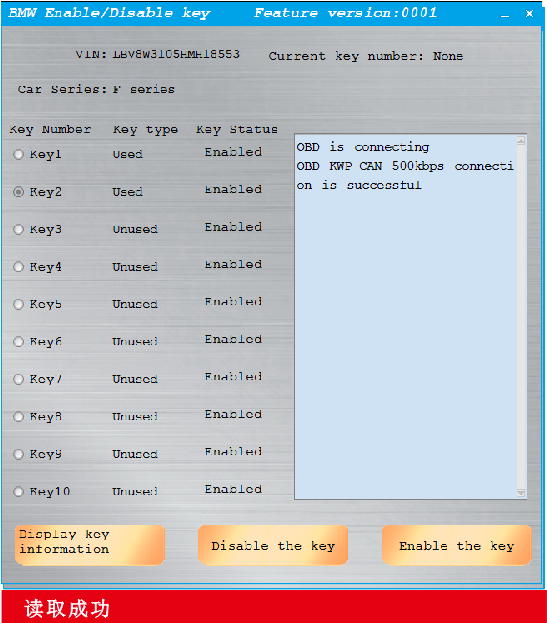 BMW Enable/Disable key Feature version:0001
VIN: LBV8W3105HMH18553 Current key number: None
Car Series: F series
Key Number Key type Key Status
Key1 Used Enabled
Key2 Used Enabled
Key3 Unused Enabled
Key4 Unused Enabled
Key5 Unused Enabled
Key6 Unused Enabled
Key7 Unused Enabled
Key8 Unused Enabled
Key9 Unused Enabled
Key10 Unused Enabled
OBD is connecting
OBD KWP CAN 500kbps connecti
on is successful
Display key
information
Disable the key
Enable the key
读取成功